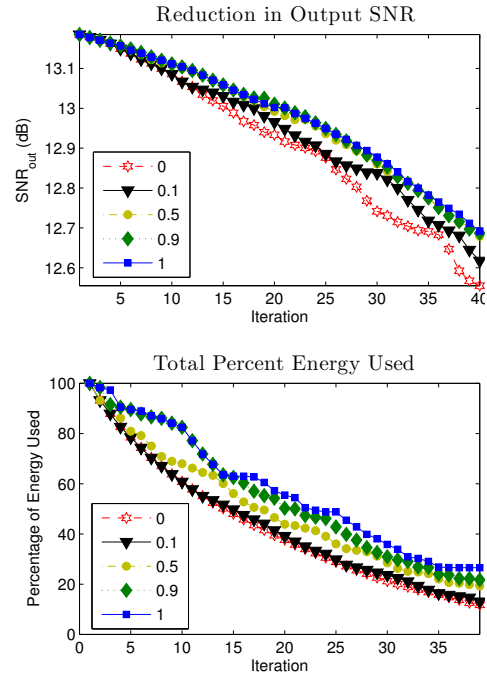 Reduction in Output SNR
13.1
13
12.9
12.8
12.7
12.6
SNR_out (dB)
0
0.1
0.5
0.9
1
5 10 15 20 25 30 35 40
Iteration
Total Percent Energy Used
100
80
60
40
20
0
Percentage of Energy Used
0
0.1
0.5
0.9
1
0 5 10 15 20 25 30 35
Iteration